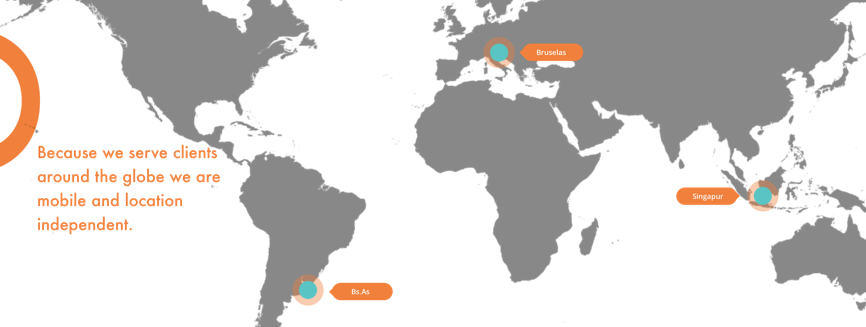 Bruselas
Because we serve clients
around the globe we are
mobile and location
independent.
Singapur
Bs.As